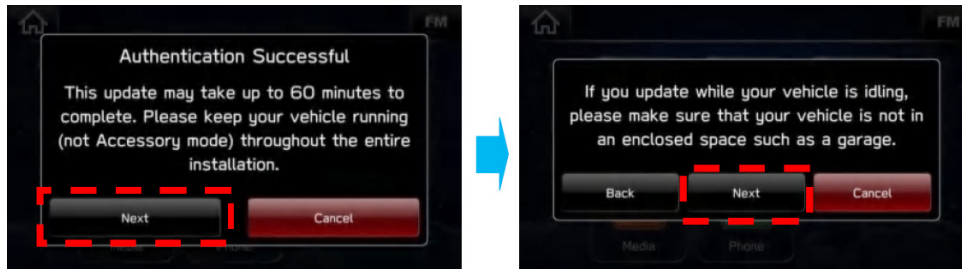 FM
Authentication Successful
This update may take up to 60 minutes to
complete. Please keep your vehicle running
(not Accessory mode) throughout the entire
installation.
Next
Cancel
Media
Phone
FM
If you update while your vehicle is idling,
please make sure that your vehicle is not in
an enclosed space such as a garage.
Back
Next
Cancel
Media
Phone